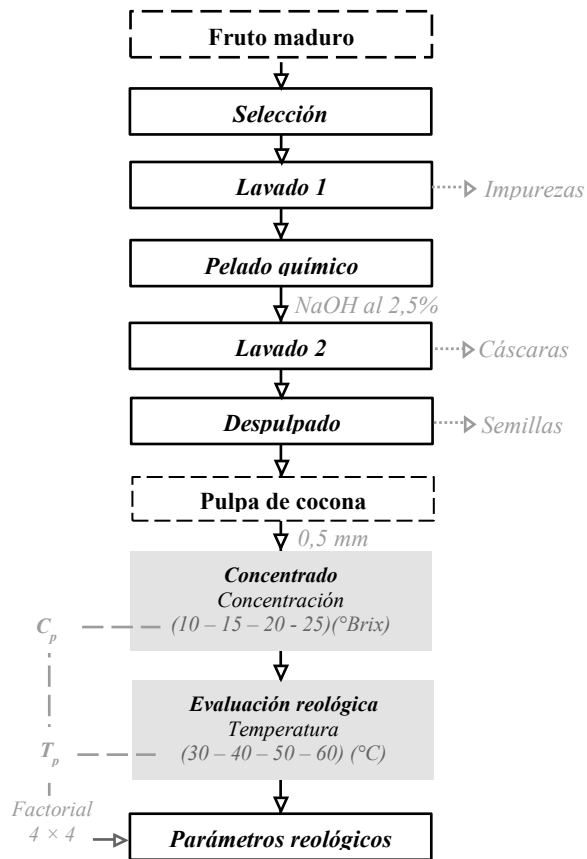 Fruto maduro
Selección
Lavado 1
Impurezas
Pelado químico
NaOH al 2,5%
Lavado 2
Cáscaras
Despulpado
Semillas
Pulpa de cocona
0,5 mm
Concentrado
Concentración
Cp
(10 – 15 – 20 - 25)(°Brix)
Evaluación reológica
Temperatura
Tp
(30 – 40 – 50 – 60) (°C)
Factorial
4 × 4
Parámetros reológicos